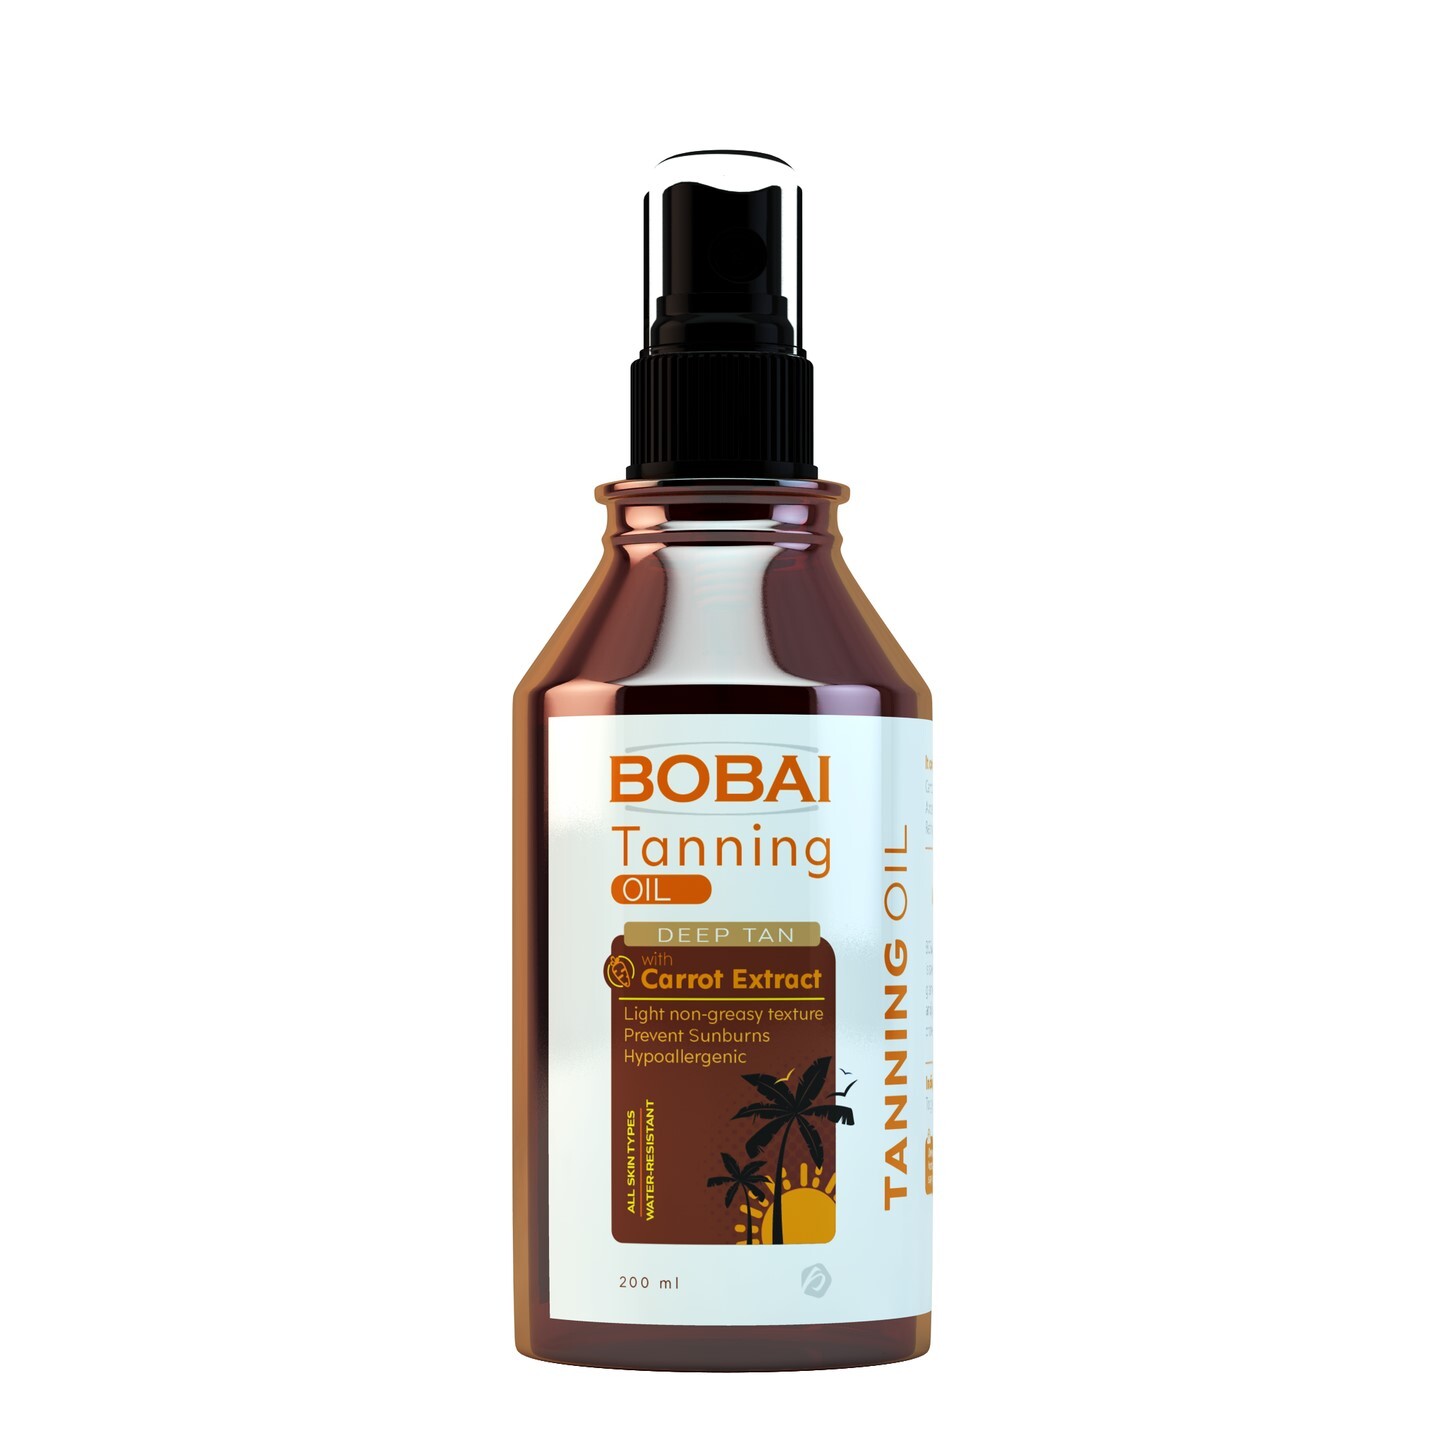 BOBAI
Tanning
OIL
DEEP TAN
with
Carrot Extract
Light non-greasy texture
Prevent Sunburns
Hypoallergenic
ALL SKIN TYPES
WATER-RESISTANT
200 ml
TANNING OIL